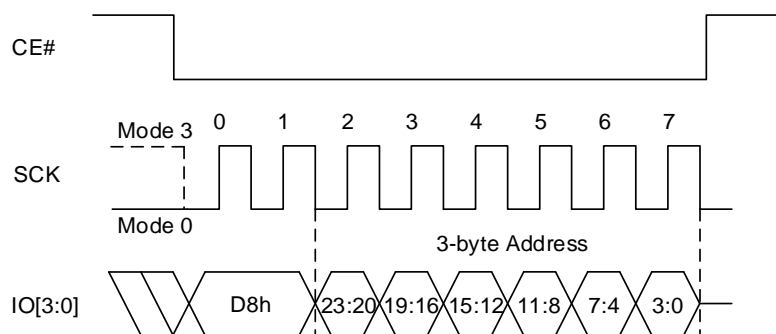 CE#
Mode 3
0 1 2 3 4 5 6 7
SCK
Mode 0
3-byte Address
IO[3:0]
D8h 23:20 19:16 15:12 11:8 7:4 3:0